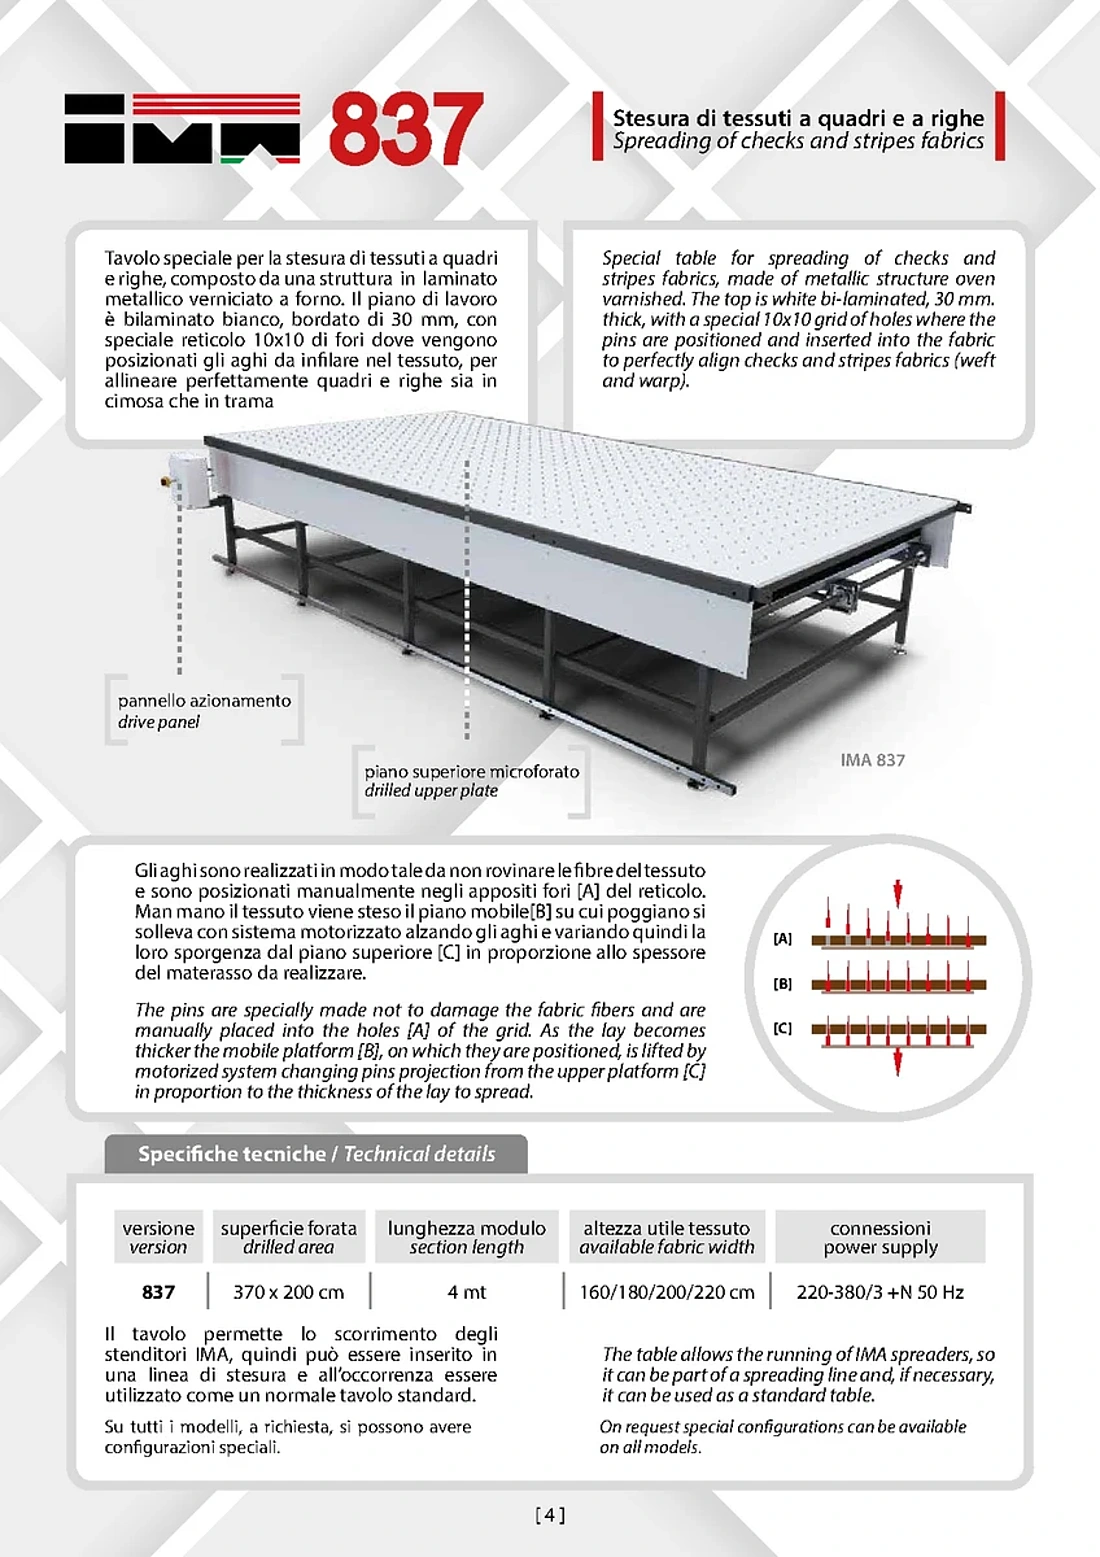 IMA 837
Stesura di tessuti a quadri e a righe
Spreading of checks and stripes fabrics
Tavolo speciale per la stesura di tessuti a quadri
e righe, composto da una struttura in laminato
metallico verniciato a forno. Il piano di lavoro
è bilaminato bianco, bordato di 30 mm, con
speciale reticolo 10x10 di fori dove vengono
posizionati gli aghi da infilare nel tessuto, per
allineare perfettamente quadri e righe sia in
cimosa che in trama
Special table for spreading of checks and
stripes fabrics, made of metallic structure oven
varnished. The top is white bi-laminated, 30 mm.
thick, with a special 10x10 grid of holes where the
pins are positioned and inserted into the fabric
to perfectly align checks and stripes fabrics (weft
and warp).
pannello azionamento
drive panel
piano superiore microforato
drilled upper plate
IMA 837
Gli aghi sono realizzati in modo tale da non rovinare le fibre del tessuto
e sono posizionati manualmente negli appositi fori [A] del reticolo.
Man mano il tessuto viene steso il piano mobile[B] su cui poggiano si
solleva con sistema motorizzato alzando gli aghi e variando quindi la
loro sporgenza dal piano superiore [C] in proporzione allo spessore
del materasso da realizzare.
The pins are specially made not to damage the fabric fibers and are
manually placed into the holes [A] of the grid. As the lay becomes
thicker the mobile platform [B], on which they are positioned, is lifted by
motorized system changing pins projection from the upper platform [C]
in proportion to the thickness of the lay to spread.
[A]
[B]
[C]
Specifiche tecniche / Technical details
versione superficie forata lunghezza modulo altezza utile tessuto connessioni
version drilled area section length available fabric width power supply
837 370 x 200 cm 4 mt 160/180/200/220 cm 220-380/3 +N 50 Hz
Il tavolo permette lo scorrimento degli
stenditori IMA, quindi può essere inserito in
una linea di stesura e all'occorrenza essere
utilizzato come un normale tavolo standard.
Su tutti i modelli, a richiesta, si possono avere
configurazioni speciali.
The table allows the running of IMA spreaders, so
it can be part of a spreading line and, if necessary,
it can be used as a standard table.
On request special configurations can be available
on all models.
[ 4 ]